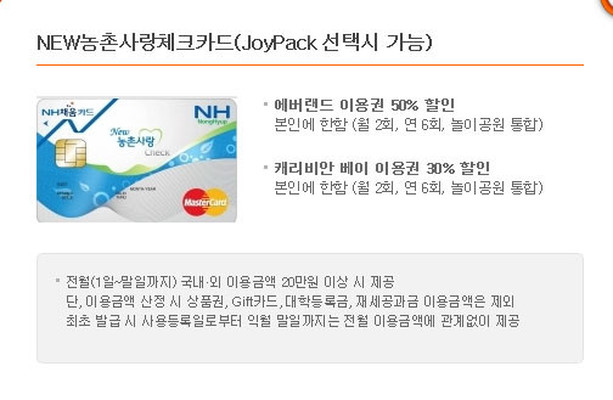 NEW농촌사랑체크카드(JoyPack 선택시 가능)
NH채움카드
NH
NongHyup
New
농촌사랑
CHECK
MONTH YEAR
MasterCard
에버랜드 이용권 50% 할인
본인에 한함 (월 2회, 연 6회, 놀이공원 통합)
캐리비안 베이 이용권 30% 할인
본인에 한함 (월 2회, 연 6회, 놀이공원 통합)
전월(1일~말일까지) 국내·외 이용금액 20만원 이상 시 제공
단, 이용금액 산정 시 상품권, Gift카드, 대학등록금, 제세공과금 이용금액은 제외
최초 발급 시 사용등록일로부터 익월 말일까지는 전월 이용금액에 관계없이 제공